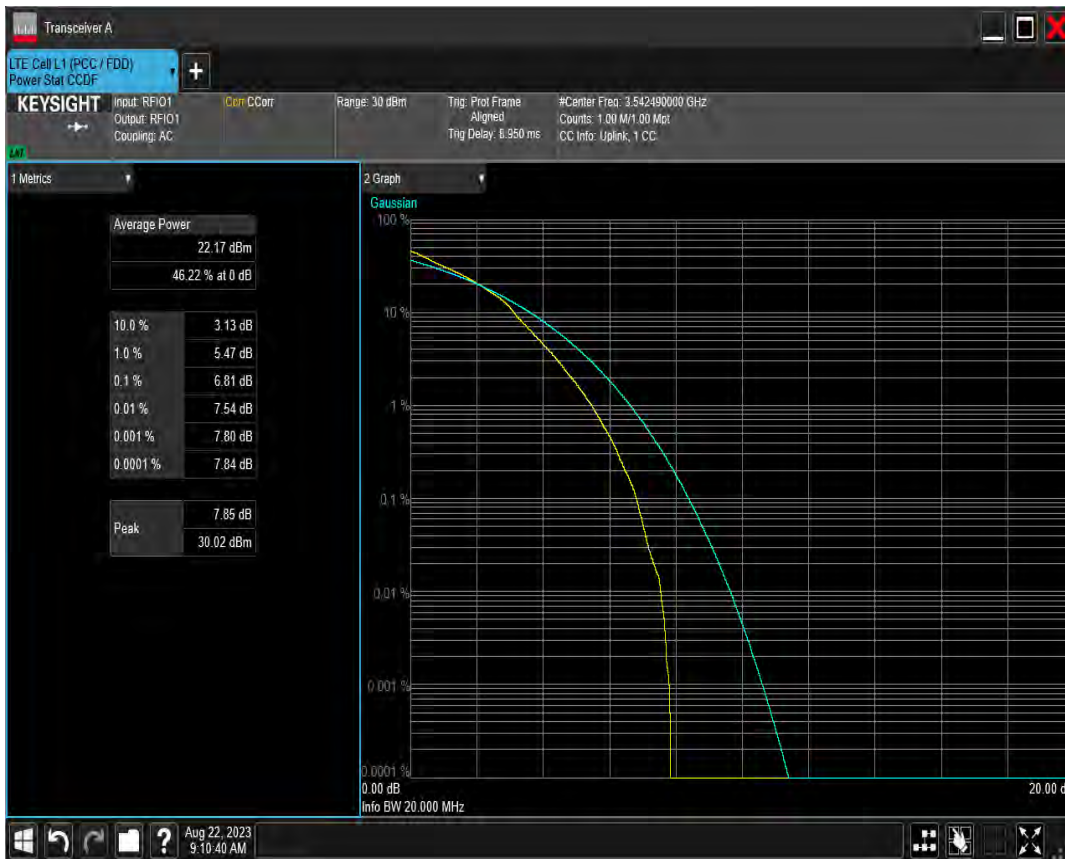 Transceiver A
LTE Cell L1 (PCC / FDD)
Power Stat CCDF
+
KEYSIGHT
Input: RFIO1
Output: RFIO1
Coupling: AC
Corr CCorr
Range: 30 dBm
Trig: Prot Frame
Aligned
Trig Delay: 8.950 ms
#Center Freq: 3.542490000 GHz
Counts: 1.00 M/1.00 Mpt
CC Info: Uplink, 1 CC
LXI
1 Metrics
Average Power
22.17 dBm
46.22 % at 0 dB
10.0 % 3.13 dB
1.0 % 5.47 dB
0.1 % 6.81 dB
0.01 % 7.54 dB
0.001 % 7.80 dB
0.0001 % 7.84 dB
Peak
7.85 dB
30.02 dBm
2 Graph
Gaussian
100 %
10 %
1 %
0.1 %
0.01 %
0.001 %
0.0001 %
0.00 dB
20.00 d
Info BW 20.000 MHz
?
Aug 22, 2023
9:10:40 AM